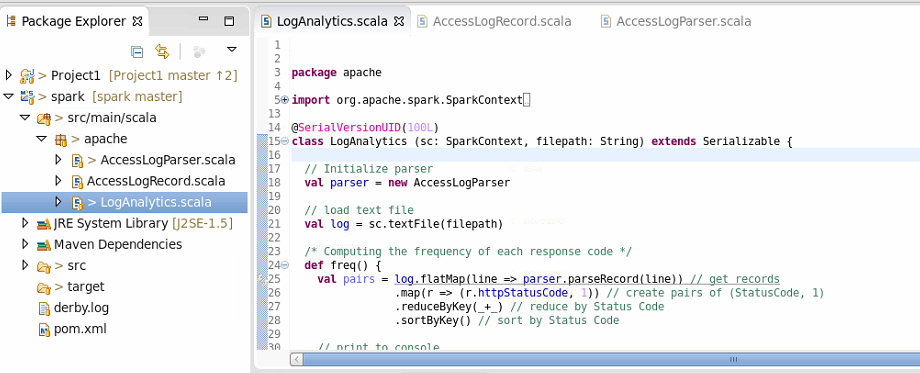 Package Explorer
> Project1 [Project1 master ↑2]
> spark [spark master]
> src/main/scala
> apache
> AccessLogParser.scala
AccessLogRecord.scala
> LogAnalytics.scala
JRE System Library [J2SE-1.5]
Maven Dependencies
> src
> target
derby.log
pom.xml
LogAnalytics.scala AccessLogRecord.scala AccessLogParser.scala
1
2
3 package apache
4
5 import org.apache.spark.SparkContext
13
14 @SerialVersionUID(100L)
15 class LogAnalytics (sc: SparkContext, filepath: String) extends Serializable {
16
17 // Initialize parser
18 val parser = new AccessLogParser
19
20 // load text file
21 val log = sc.textFile(filepath)
22
23 /* Computing the frequency of each response code */
24 def freq() {
25 val pairs = log.flatMap(line => parser.parseRecord(line)) // get records
26 .map(r => (r.httpStatusCode, 1)) // create pairs of (StatusCode, 1)
27 .reduceByKey(_+_) // reduce by Status Code
28 .sortByKey() // sort by Status Code
29
30 // print to console